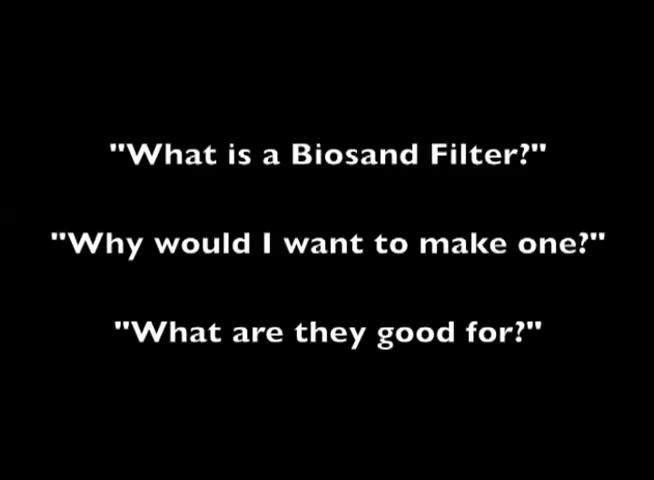 "What is a Biosand Filter?"
"Why would I want to make one?"
"What are they good for?"